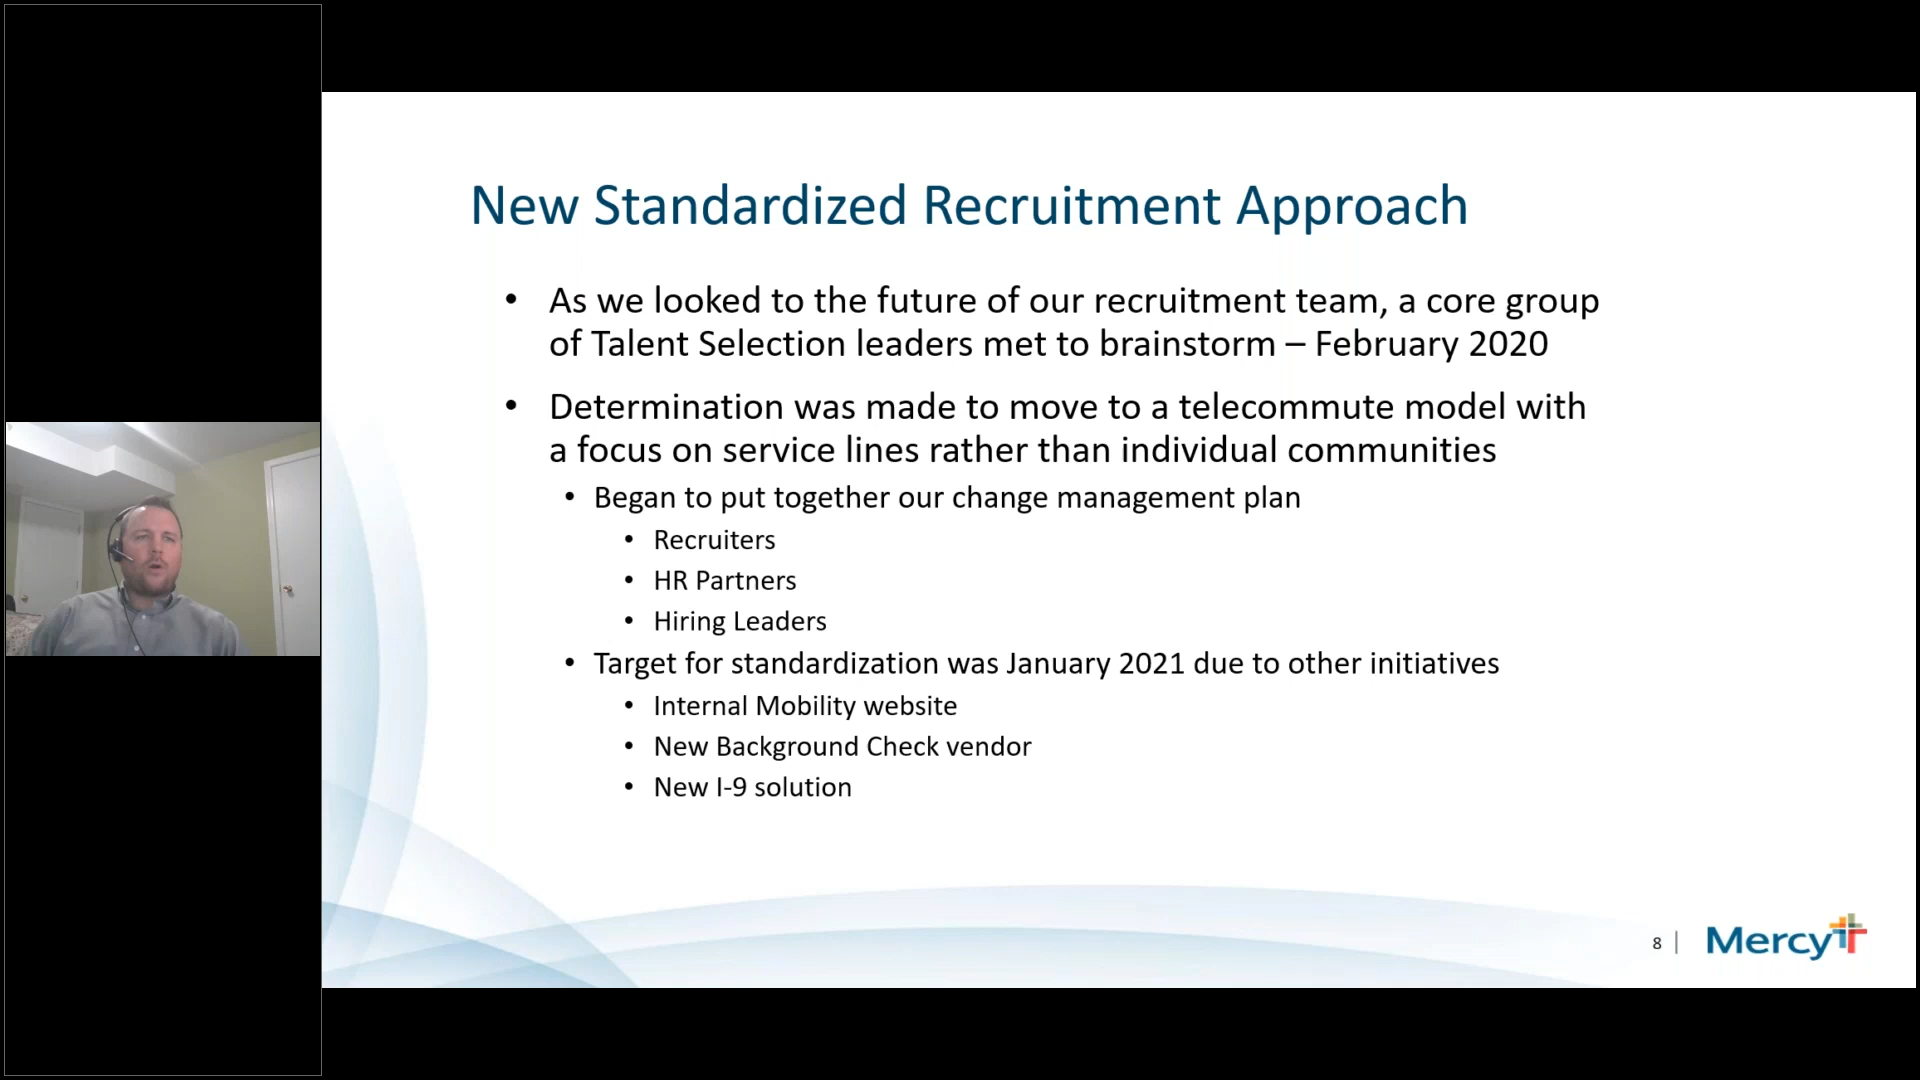 New Standardized Recruitment Approach
• As we looked to the future of our recruitment team, a core group
of Talent Selection leaders met to brainstorm – February 2020
• Determination was made to move to a telecommute model with
a focus on service lines rather than individual communities
• Began to put together our change management plan
• Recruiters
• HR Partners
• Hiring Leaders
• Target for standardization was January 2021 due to other initiatives
• Internal Mobility website
• New Background Check vendor
• New I-9 solution
8 |
Mercy